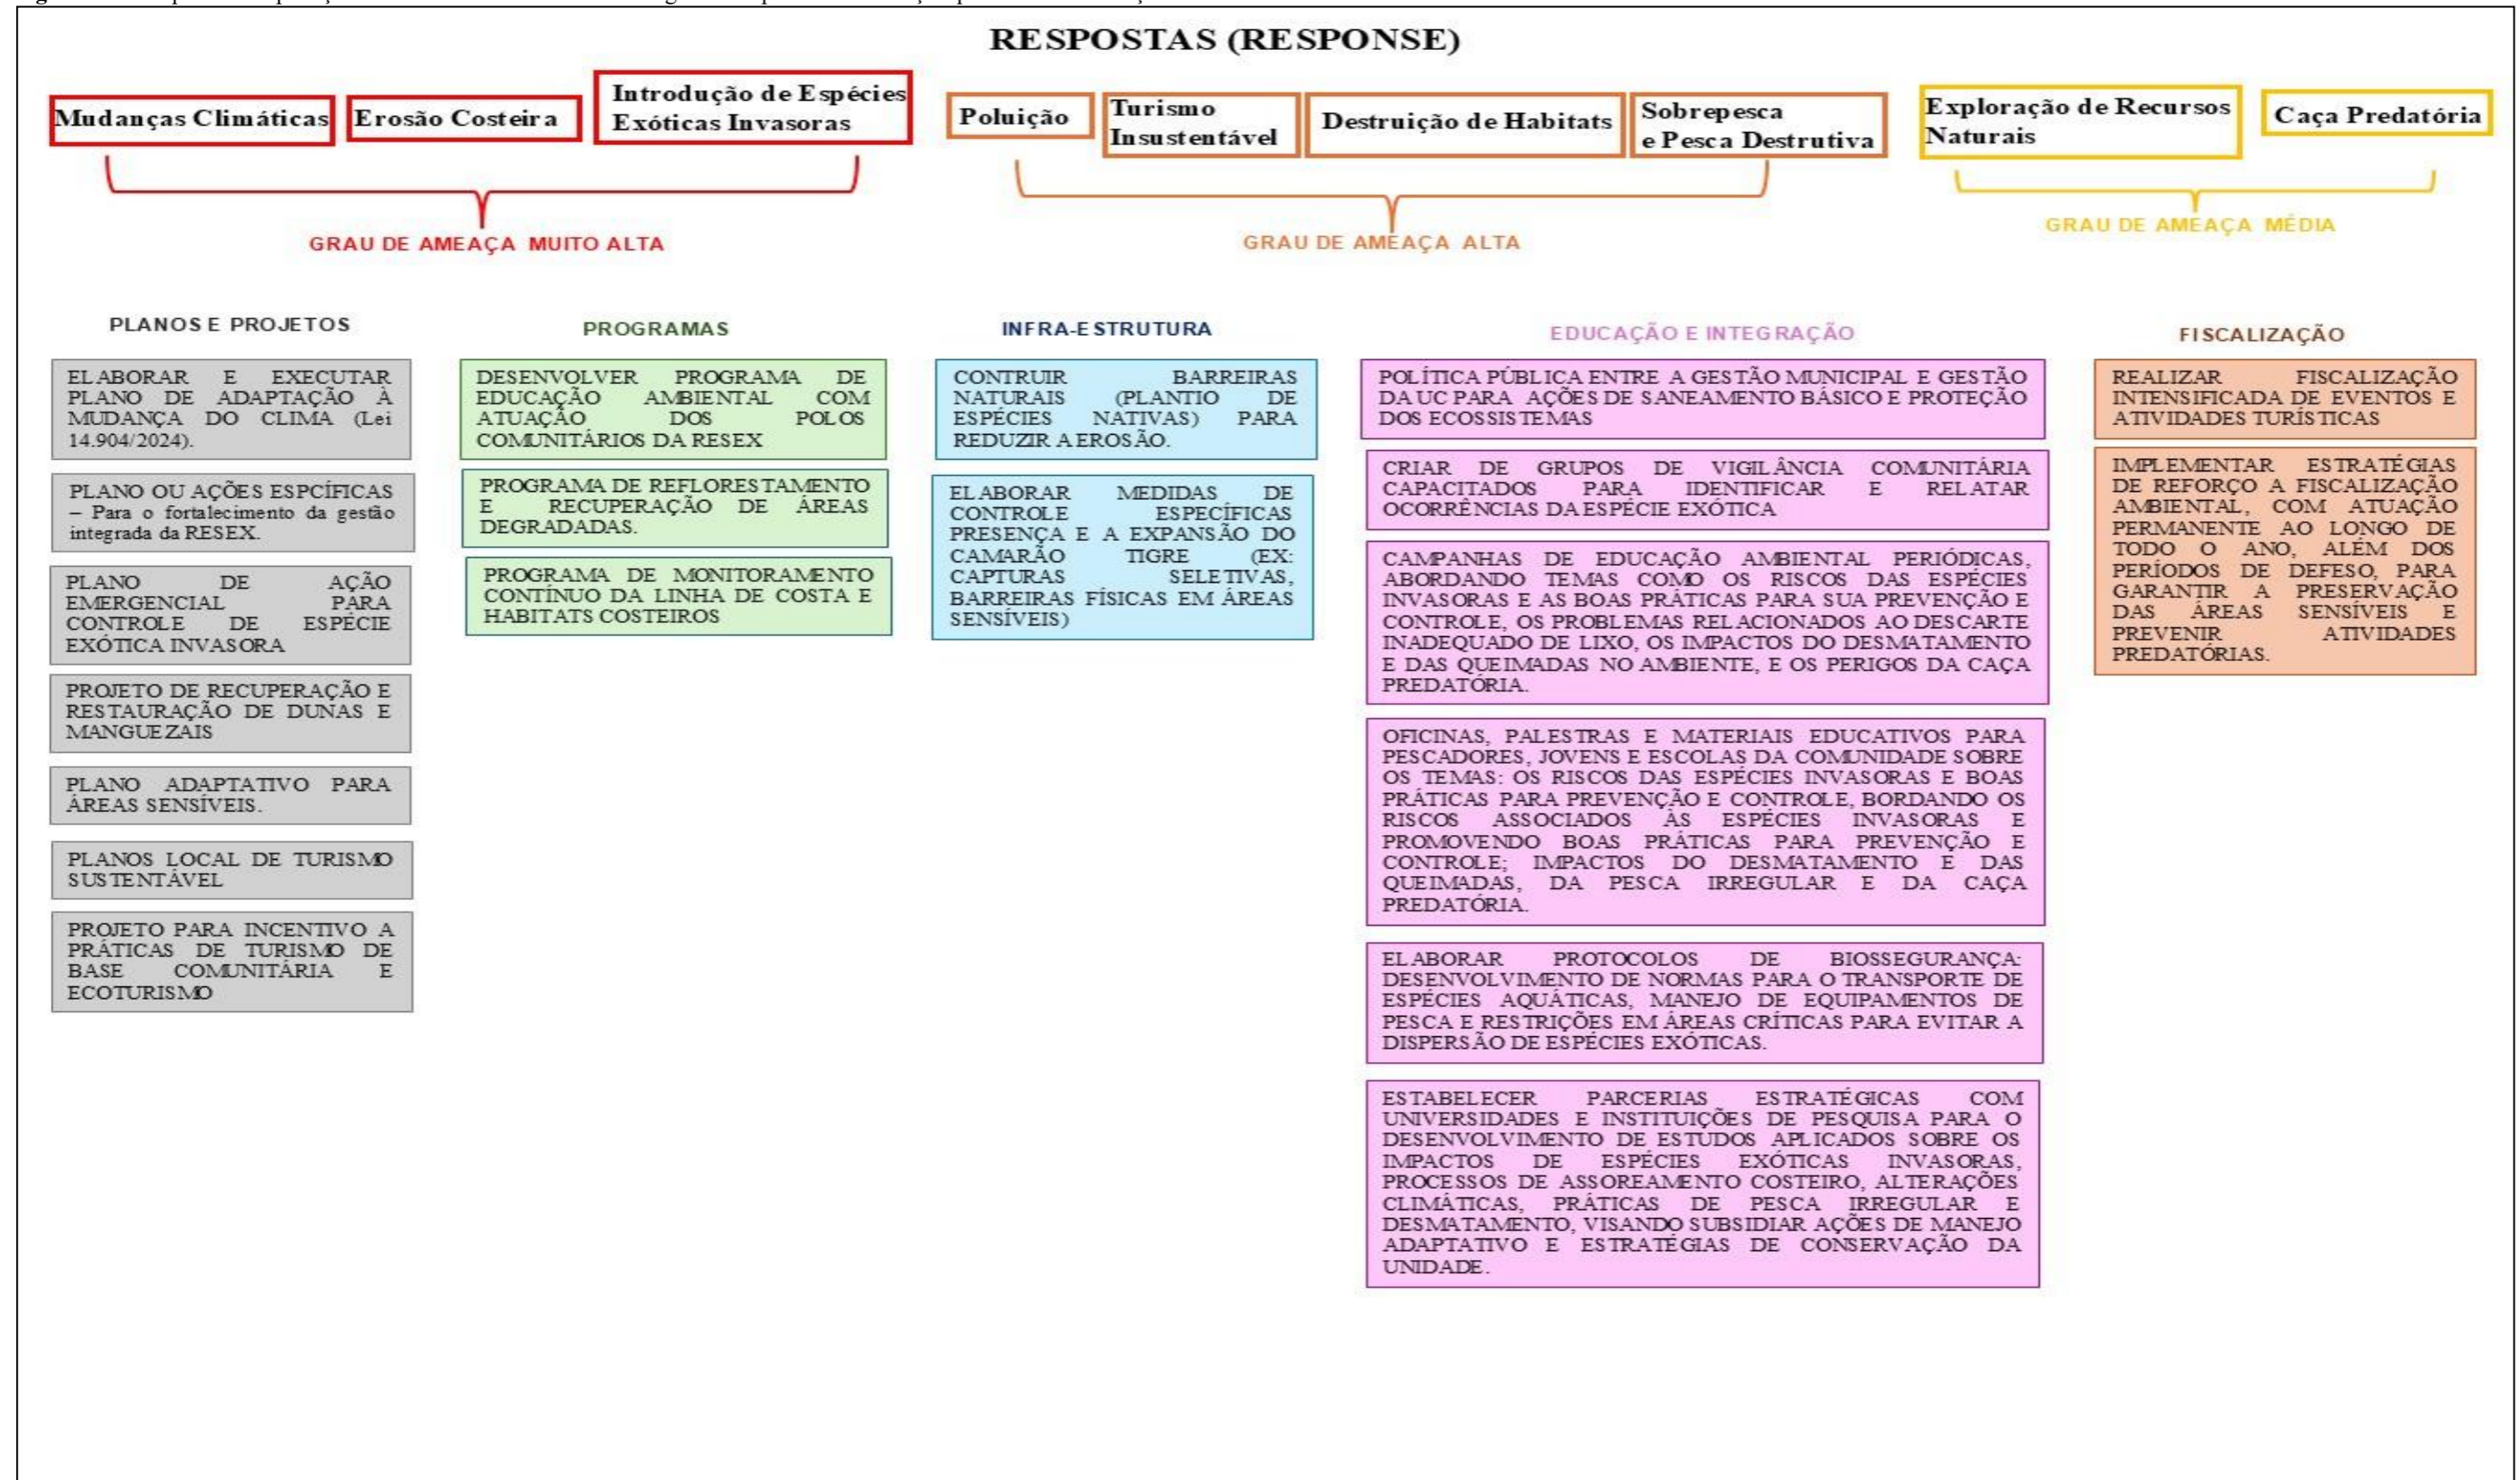 RESPOSTAS (RESPONSE)
Mudanças Climáticas
Erosão Costeira
Introdução de Espécies
Exóticas Invasoras
Poluição
Turismo
Insustentável
Destruição de Habitats
Sobrepesca
e Pesca Destrutiva
Exploração de Recursos
Naturais
Caça Predatória
GRAU DE AMEAÇA MUITO ALTA
GRAU DE AMEAÇA ALTA
GRAU DE AMEAÇA MÉDIA
PLANOS E PROJETOS
ELABORAR E EXECUTAR
PLANO DE ADAPTAÇÃO À
MUDANÇA DO CLIMA (Lei
14.904/2024).
PLANO OU AÇÕES ESPCÍFICAS
– Para o fortalecimento da gestão
integrada da RESEX.
PLANO DE AÇÃO
EMERGENCIAL PARA
CONTROLE DE ESPÉCIE
EXÓTICA INVASORA
PROJETO DE RECUPERAÇÃO E
RESTAURAÇÃO DE DUNAS E
MANGUEZAIS
PLANO ADAPTATIVO PARA
ÁREAS SENSÍVEIS.
PLANOS LOCAL DE TURISMO
SUSTENTÁVEL
PROJETO PARA INCENTIVO A
PRÁTICAS DE TURISMO DE
BASE COMUNITÁRIA E
ECOTURISMO
PROGRAMAS
DESENVOLVER PROGRAMA DE
EDUCAÇÃO AMBIENTAL COM
ATUAÇÃO DOS POLOS
COMUNITÁRIOS DA RESEX
PROGRAMA DE REFLORESTAMENTO
E RECUPERAÇÃO DE ÁREAS
DEGRADADAS.
PROGRAMA DE MONITORAMENTO
CONTÍNUO DA LINHA DE COSTA E
HABITATS COSTEIROS
INFRA-ESTRUTURA
CONTRUIR BARREIRAS
NATURAIS (PLANTIO DE
ESPÉCIES NATIVAS) PARA
REDUZIR A EROSÃO.
ELABORAR MEDIDAS DE
CONTROLE ESPECÍFICAS
PRESENÇA E A EXPANSÃO DO
CAMARÃO TIGRE (EX:
CAPTURAS SELETIVAS,
BARREIRAS FÍSICAS EM ÁREAS
SENSÍVEIS)
EDUCAÇÃO E INTEGRAÇÃO
POLÍTICA PÚBLICA ENTRE A GESTÃO MUNICIPAL E GESTÃO
DA UC PARA AÇÕES DE SANEAMENTO BÁSICO E PROTEÇÃO
DOS ECOSSISTEMAS
CRIAR DE GRUPOS DE VIGILÂNCIA COMUNITÁRIA
CAPACITADOS PARA IDENTIFICAR E RELATAR
OCORRÊNCIAS DA ESPÉCIE EXÓTICA
CAMPANHAS DE EDUCAÇÃO AMBIENTAL PERIÓDICAS,
ABORDANDO TEMAS COMO OS RISCOS DAS ESPÉCIES
INVASORAS E AS BOAS PRÁTICAS PARA SUA PREVENÇÃO E
CONTROLE, OS PROBLEMAS RELACIONADOS AO DESCARTE
INADEQUADO DE LIXO, OS IMPACTOS DO DESMATAMENTO
E DAS QUEIMADAS NO AMBIENTE, E OS PERIGOS DA CAÇA
PREDATÓRIA.
OFICINAS, PALESTRAS E MATERIAIS EDUCATIVOS PARA
PESCADORES, JOVENS E ESCOLAS DA COMUNIDADE SOBRE
OS TEMAS: OS RISCOS DAS ESPÉCIES INVASORAS E BOAS
PRÁTICAS PARA PREVENÇÃO E CONTROLE, BORDANDO OS
RISCOS ASSOCIADOS ÀS ESPÉCIES INVASORAS E
PROMOVENDO BOAS PRÁTICAS PARA PREVENÇÃO E
CONTROLE; IMPACTOS DO DESMATAMENTO E DAS
QUEIMADAS, DA PESCA IRREGULAR E DA CAÇA
PREDATÓRIA.
ELABORAR PROTOCOLOS DE BIOSSEGURANÇA:
DESENVOLVIMENTO DE NORMAS PARA O TRANSPORTE DE
ESPÉCIES AQUÁTICAS, MANEJO DE EQUIPAMENTOS DE
PESCA E RESTRIÇÕES EM ÁREAS CRÍTICAS PARA EVITAR A
DISPERSÃO DE ESPÉCIES EXÓTICAS.
ESTABELECER PARCERIAS ESTRATÉGICAS COM
UNIVERSIDADES E INSTITUIÇÕES DE PESQUISA PARA O
DESENVOLVIMENTO DE ESTUDOS APLICADOS SOBRE OS
IMPACTOS DE ESPÉCIES EXÓTICAS INVASORAS,
PROCESSOS DE ASSOREAMENTO COSTEIRO, ALTERAÇÕES
CLIMÁTICAS, PRÁTICAS DE PESCA IRREGULAR E
DESMATAMENTO, VISANDO SUBSIDIAR AÇÕES DE MANEJO
ADAPTATIVO E ESTRATÉGIAS DE CONSERVAÇÃO DA
UNIDADE.
FISCALIZAÇÃO
REALIZAR FISCALIZAÇÃO
INTENSIFICADA DE EVENTOS E
ATIVIDADES TURÍSTICAS
IMPLEMENTAR ESTRATÉGIAS
DE REFORÇO A FISCALIZAÇÃO
AMBIENTAL, COM ATUAÇÃO
PERMANENTE AO LONGO DE
TODO O ANO, ALÉM DOS
PERÍODOS DE DEFESO, PARA
GARANTIR A PRESERVAÇÃO
DAS ÁREAS SENSÍVEIS E
PREVENIR ATIVIDADES
PREDATÓRIAS.